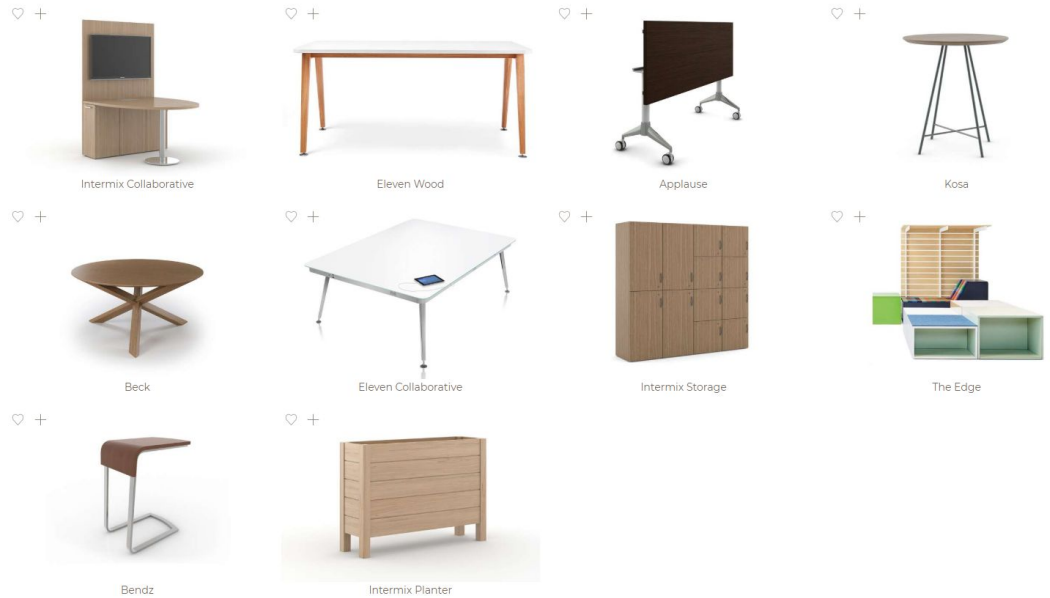 Intermix Collaborative
Eleven Wood
Applause
Kosa
Beck
Eleven Collaborative
Intermix Storage
The Edge
Bendz
Intermix Planter